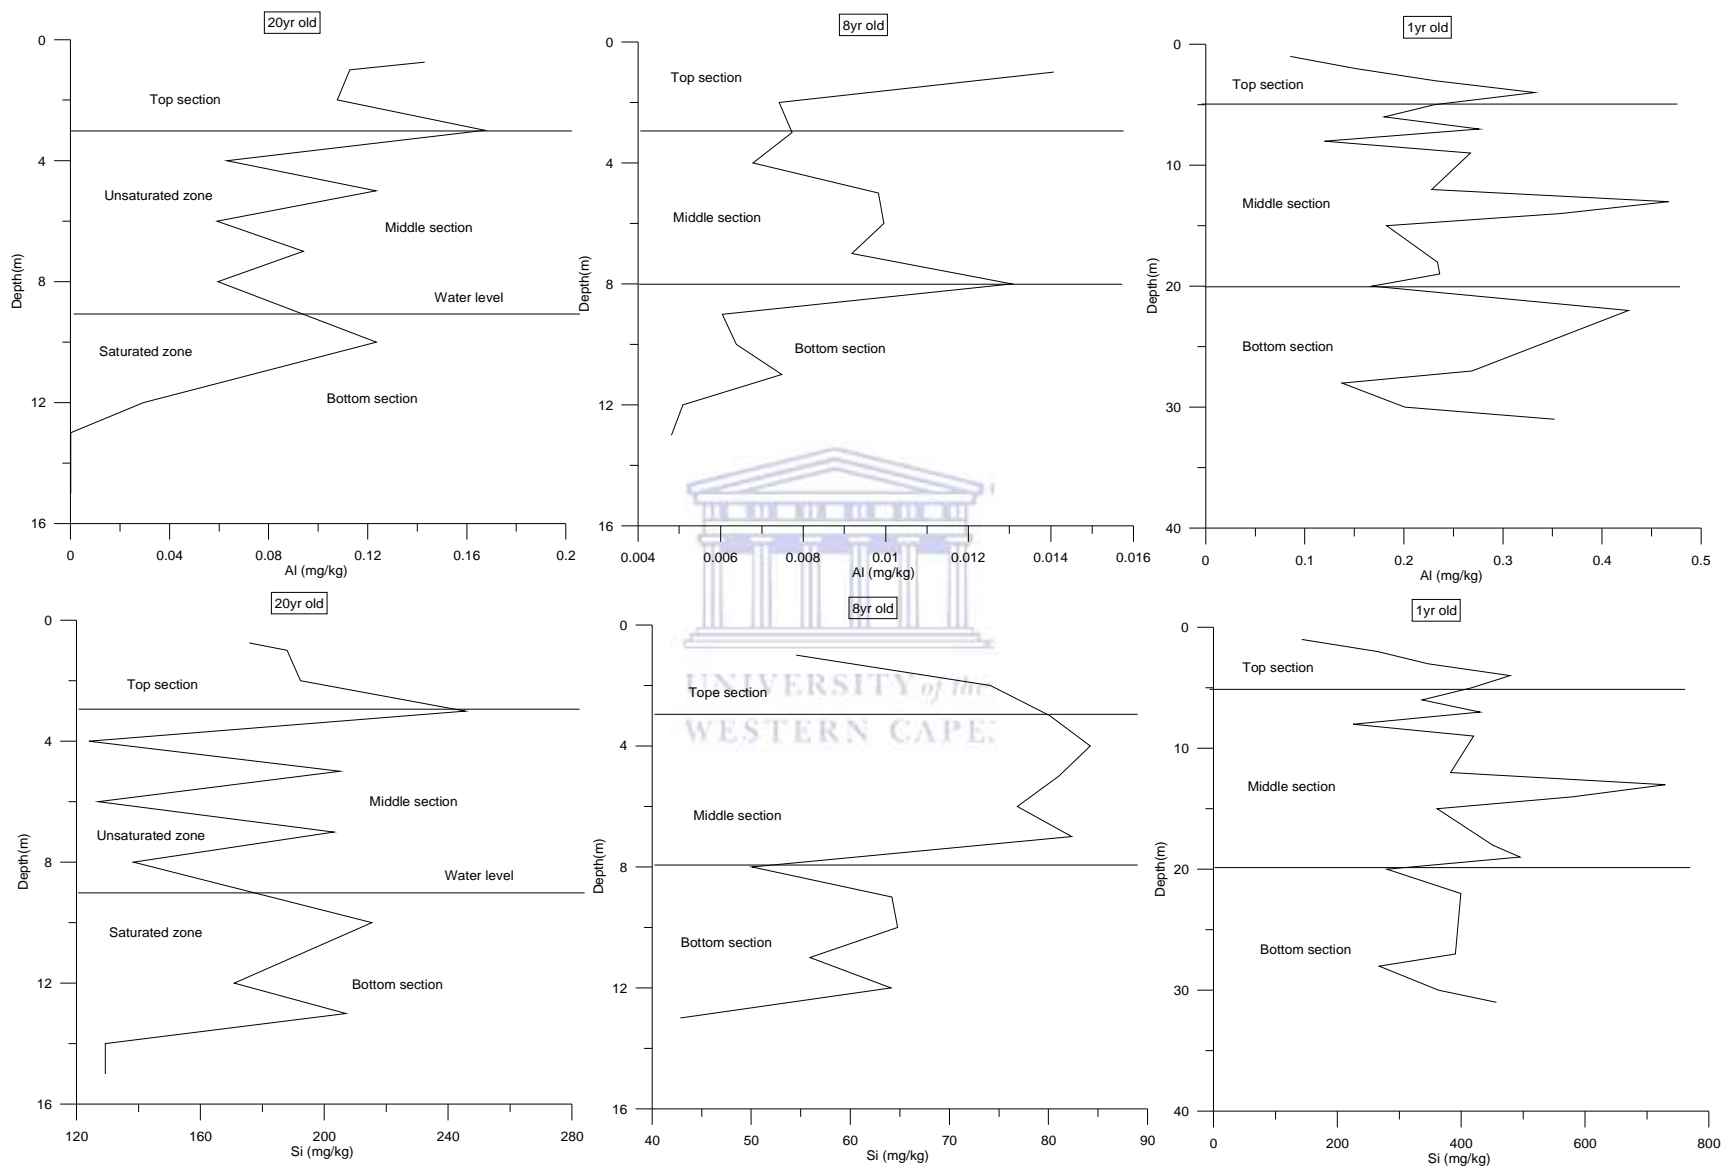 20yr old
0
4
8
12
16
Depth(m)
Top section
Unsaturated zone
Middle section
Water level
Saturated zone
Bottom section
0 0.04 0.08 0.12 0.16 0.2
Al (mg/kg)
8yr old
0
4
8
12
16
Depth(m)
Top section
Middle section
Bottom section
0.004 0.006 0.008 0.01 0.012 0.014 0.016
Al (mg/kg)
1yr old
0
10
20
30
40
Depth(m)
Top section
Middle section
Bottom section
0 0.1 0.2 0.3 0.4 0.5
Al (mg/kg)
20yr old
0
4
8
12
16
Depth(m)
Top section
Middle section
Unsaturated zone
Water level
Saturated zone
Bottom section
120 160 200 240 280
Si (mg/kg)
8yr old
0
4
8
12
16
Depth(m)
Tope section
Middle section
Bottom section
40 50 60 70 80 90
Si (mg/kg)
1yr old
0
10
20
30
40
Depth(m)
Top section
Middle section
Bottom section
0 200 400 600 800
Si (mg/kg)
UNIVERSITY of the
WESTERN CAPE